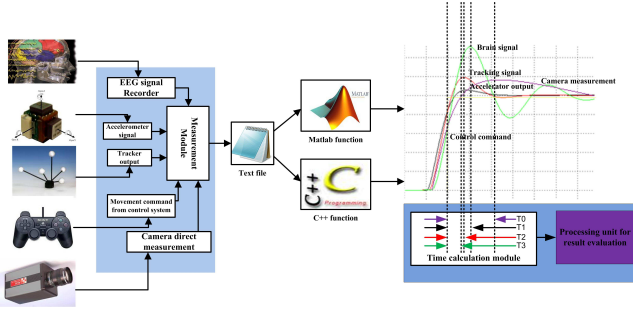 EEG signal
Recorder
Accelerometer
signal
Tracker
output
Movement command
from control system
Camera direct
measurement
Measurement
Module
Text file
MATLAB
Matlab function
C++
C
Programming
C++ function
Brain signal
Tracking signal
Camera measurement
Accelerator output
Control command
T0
T1
T2
T3
Time calculation module
Processing unit for
result evaluation